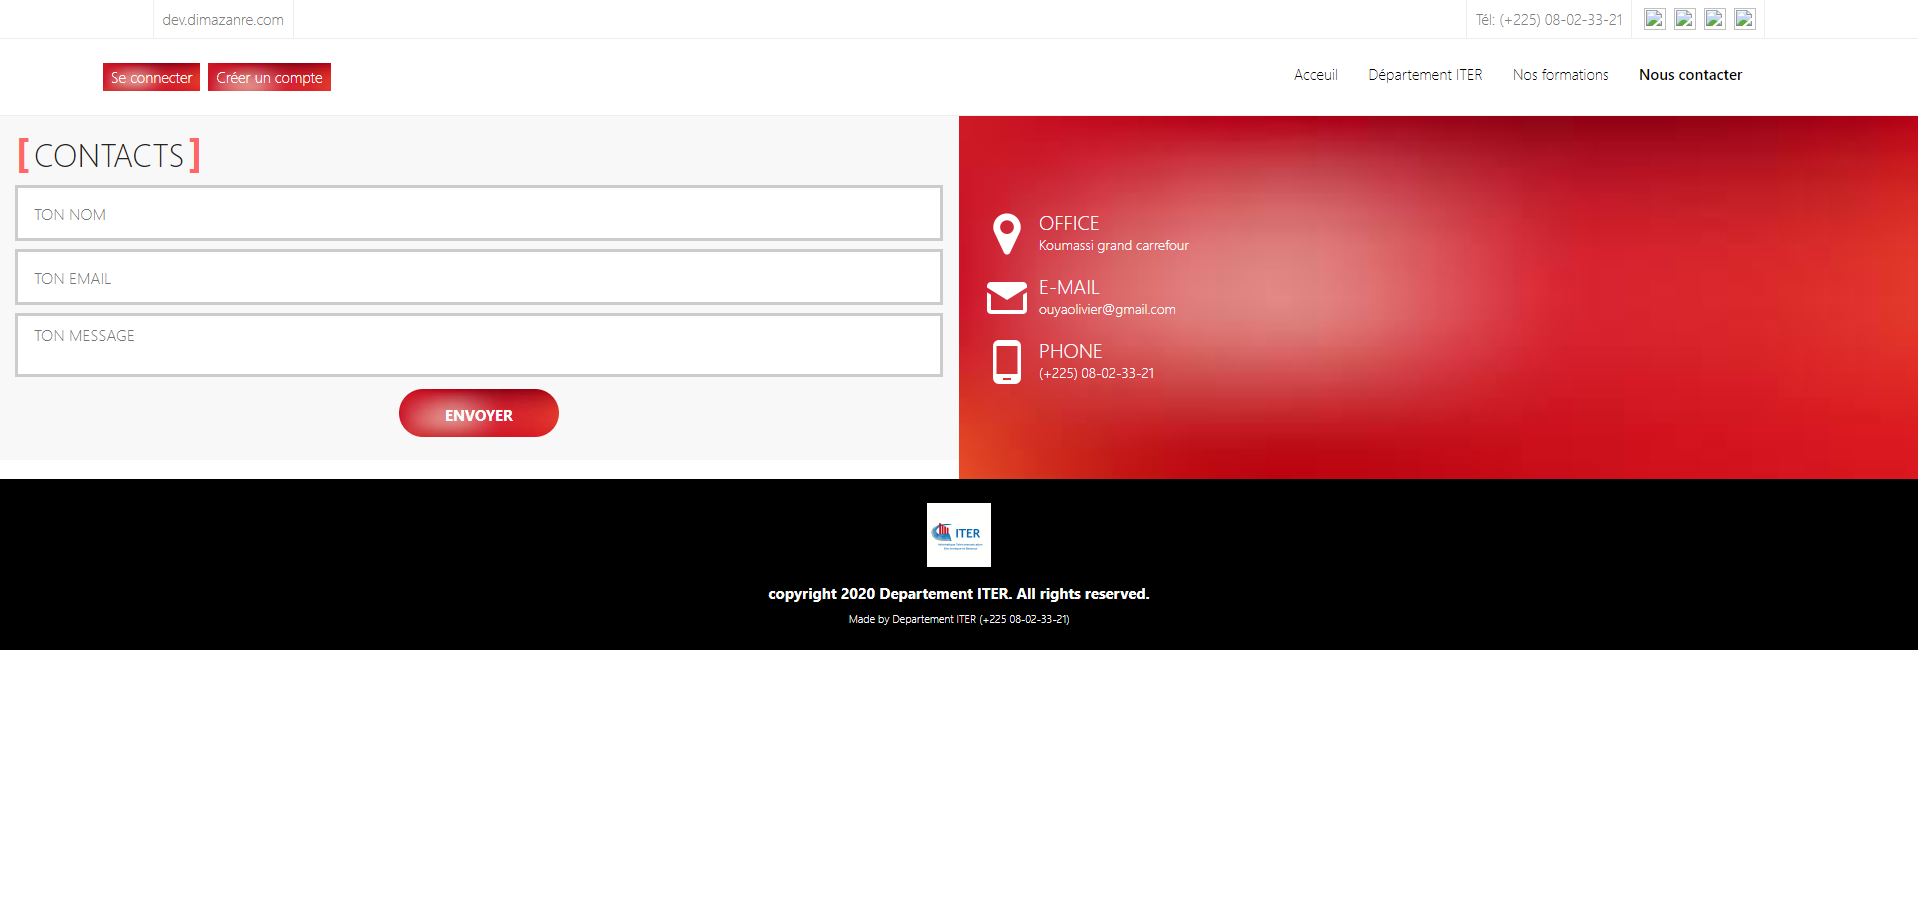 dev.dimazanre.com
Tél: (+225) 08-02-33-21
Se connecter
Créer un compte
Acceuil
Département ITER
Nos formations
Nous contacter
[ CONTACTS ]
TON NOM
TON EMAIL
TON MESSAGE
ENVOYER
OFFICE
Koumassi grand carrefour
E-MAIL
ouyaolivier@gmail.com
PHONE
(+225) 08-02-33-21
ITER
copyright 2020 Departement ITER. All rights reserved.
Made by Departement ITER (+225 08-02-33-21)